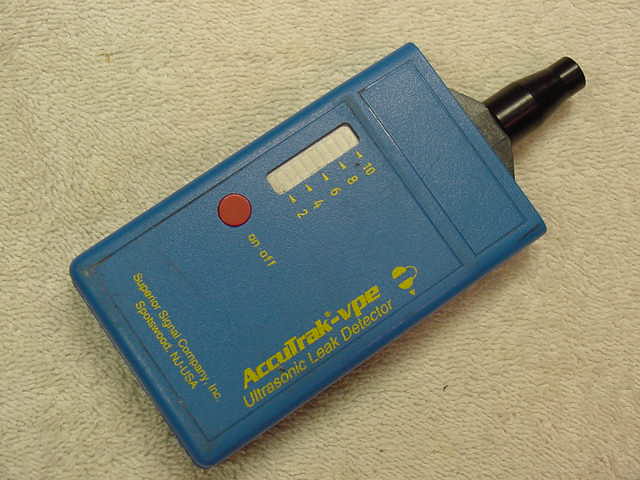 2 4 6 8 10
on·off
AccuTrak®-vpe
Ultrasonic Leak Detector
Superior Signal Company, Inc.
Spotswood, NJ-USA